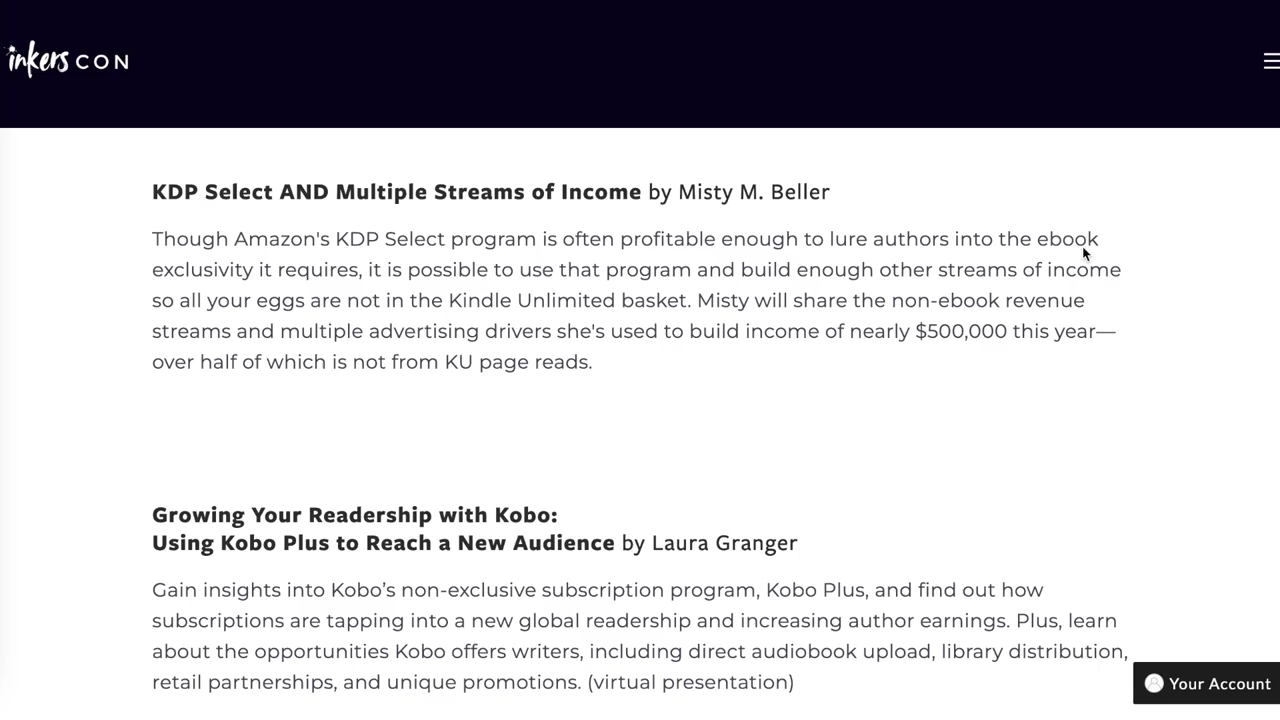 inkers CON
KDP Select AND Multiple Streams of Income by Misty M. Beller
Though Amazon's KDP Select program is often profitable enough to lure authors into the ebook
exclusivity it requires, it is possible to use that program and build enough other streams of income
so all your eggs are not in the Kindle Unlimited basket. Misty will share the non-ebook revenue
streams and multiple advertising drivers she's used to build income of nearly $500,000 this year—
over half of which is not from KU page reads.
Growing Your Readership with Kobo:
Using Kobo Plus to Reach a New Audience by Laura Granger
Gain insights into Kobo’s non-exclusive subscription program, Kobo Plus, and find out how
subscriptions are tapping into a new global readership and increasing author earnings. Plus, learn
about the opportunities Kobo offers writers, including direct audiobook upload, library distribution,
retail partnerships, and unique promotions. (virtual presentation)
Your Account